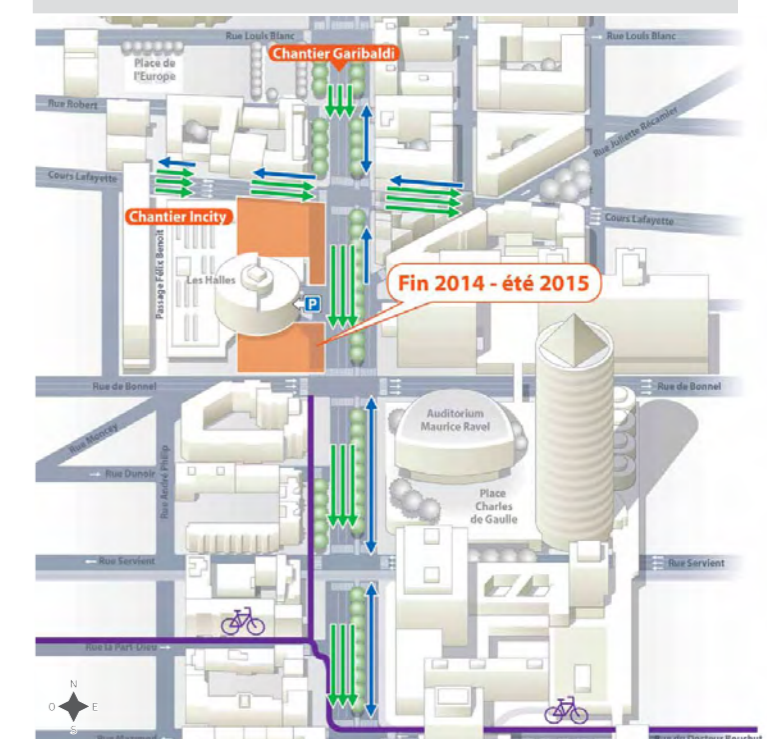 Rue Louis Blanc
Rue Louis Blanc
Chantier Garibaldi
Place de
l'Europe
Rue Robert
Rue Juliette Récamier
Cours Lafayette
Chantier Incity
Cours Lafayette
Passage Félix Benoit
Les Halles
Fin 2014 - été 2015
P
Rue de Bonnel
Rue de Bonnel
Auditorium
Maurice Ravel
Rue Moncey
Rue Dunoir
Rue André Philip
Place
Charles
de Gaulle
Rue Servient
Rue Servient
Rue la Part-Dieu
N
O
E
S